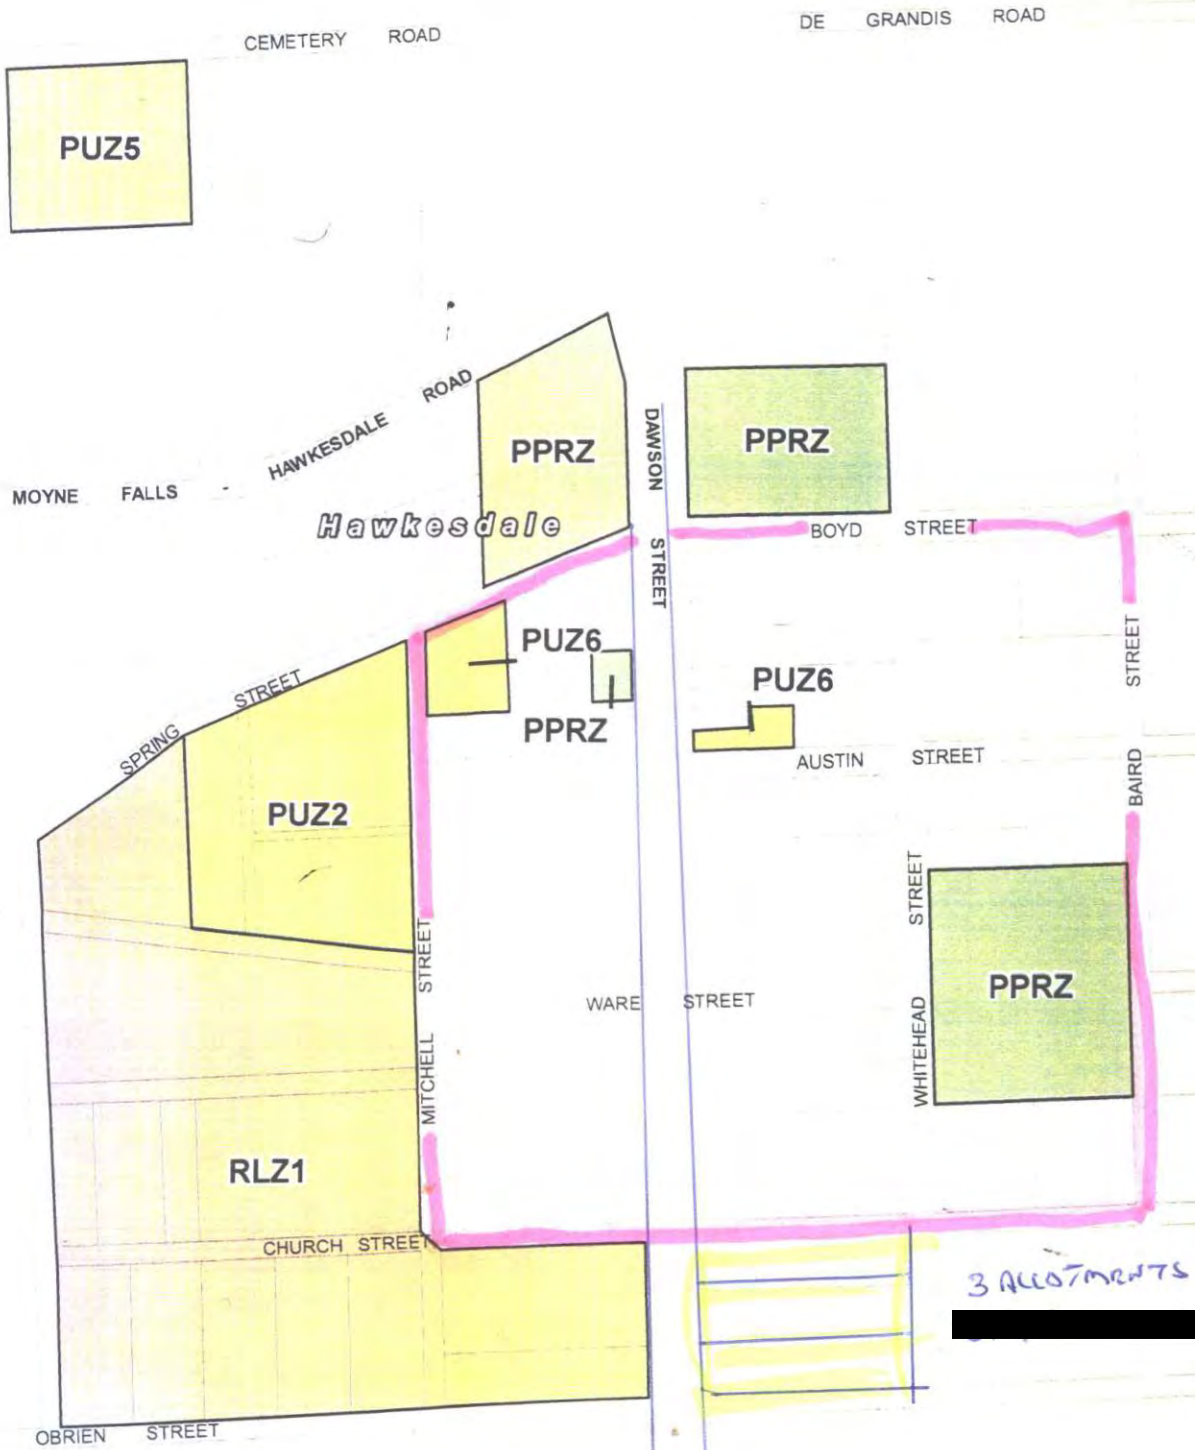 CEMETERY ROAD
DE GRANDIS ROAD
PUZ5
MOYNE FALLS - HAWKESDALE ROAD
PPRZ
DAWSON STREET
PPRZ
Hawkesdale
BOYD STREET
PUZ6
PPRZ
PUZ6
AUSTIN STREET
BAIRD STREET
SPRING STREET
PUZ2
MITCHELL STREET
WARE STREET
WHITEHEAD STREET
PPRZ
RLZ1
CHURCH STREET
3 ALLOTMENTS
OBRIEN STREET